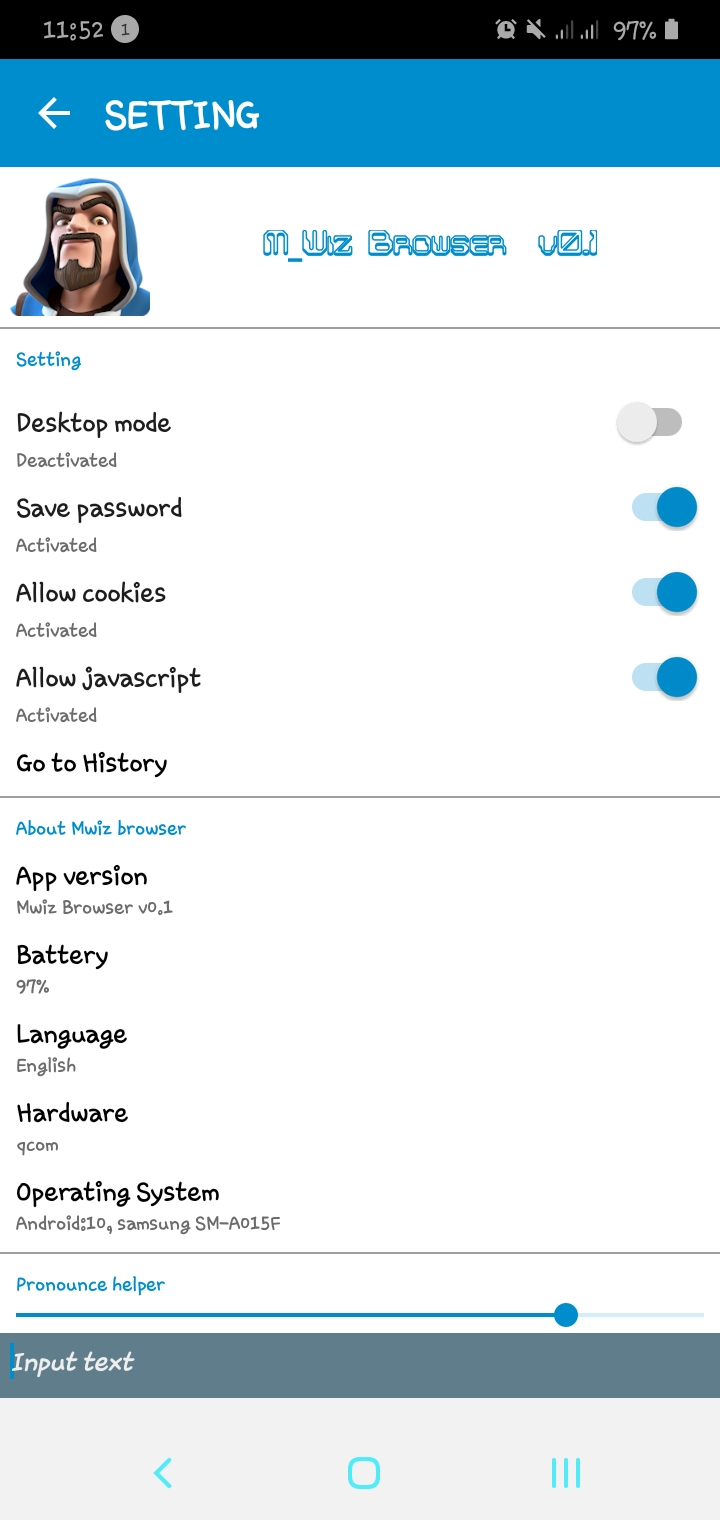 11:52 1 97%
SETTING
M_Wiz Browser v0.1
Setting
Desktop mode
Deactivated
Save password
Activated
Allow cookies
Activated
Allow javascript
Activated
Go to History
About Mwiz browser
App version
Mwiz Browser v0.1
Battery
97%
Language
English
Hardware
qcom
Operating System
Android:10, samsung SM-A015F
Pronounce helper
Input text